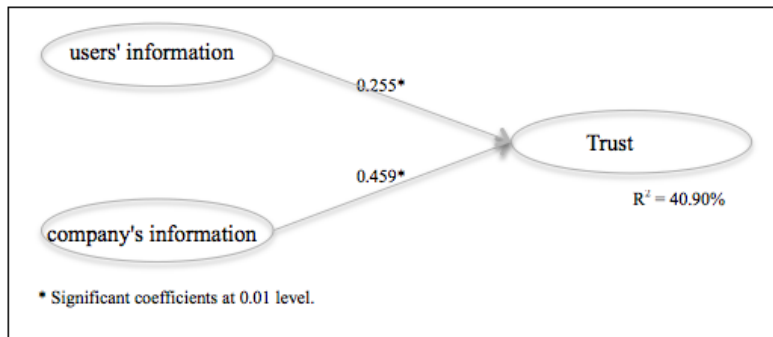 users' information
0.255*
Trust
0.459*
R² = 40.90%
company's information
* Significant coefficients at 0.01 level.